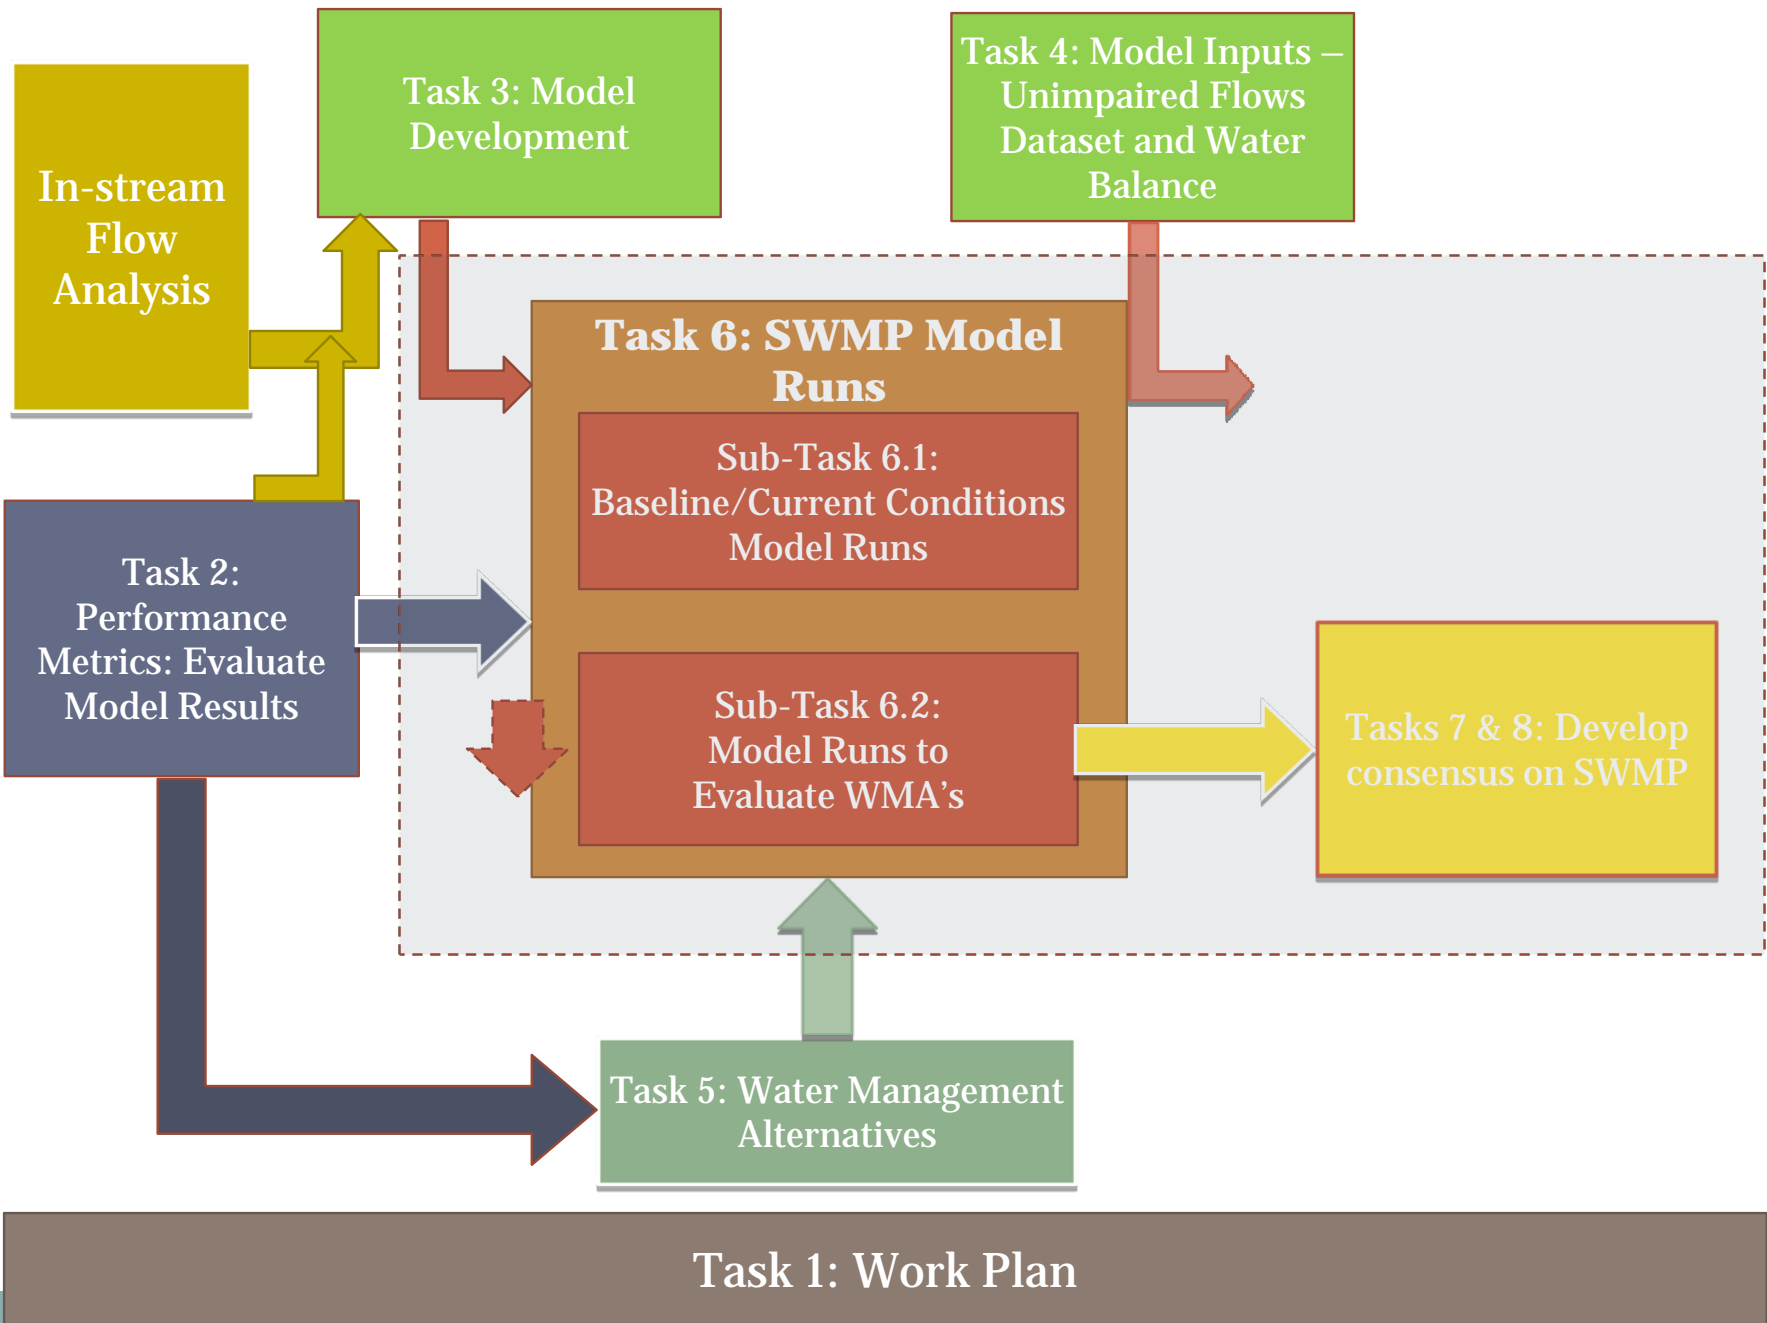 Task 3: Model
Development
Task 4: Model Inputs –
Unimpaired Flows
Dataset and Water
Balance
In-stream
Flow
Analysis
Task 6: SWMP Model
Runs
Sub-Task 6.1:
Baseline/Current Conditions
Model Runs
Task 2:
Performance
Metrics: Evaluate
Model Results
Sub-Task 6.2:
Model Runs to
Evaluate WMA’s
Tasks 7 & 8: Develop
consensus on SWMP
Task 5: Water Management
Alternatives
Task 1: Work Plan